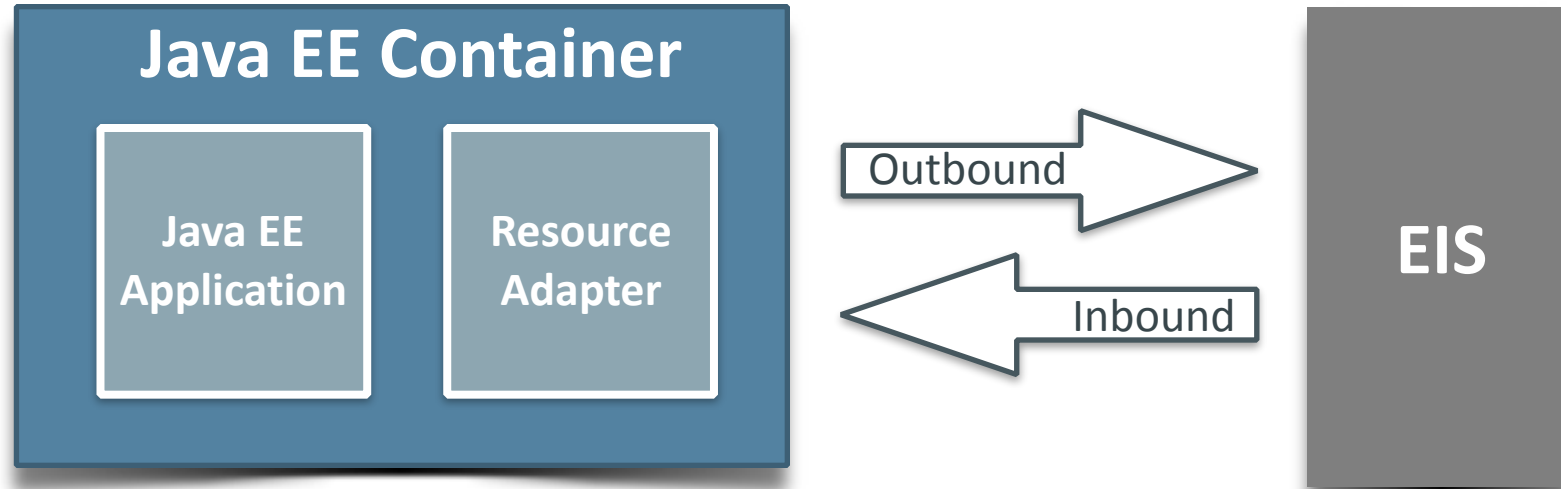 Java EE Container
Java EE
Application
Resource
Adapter
Outbound
Inbound
EIS